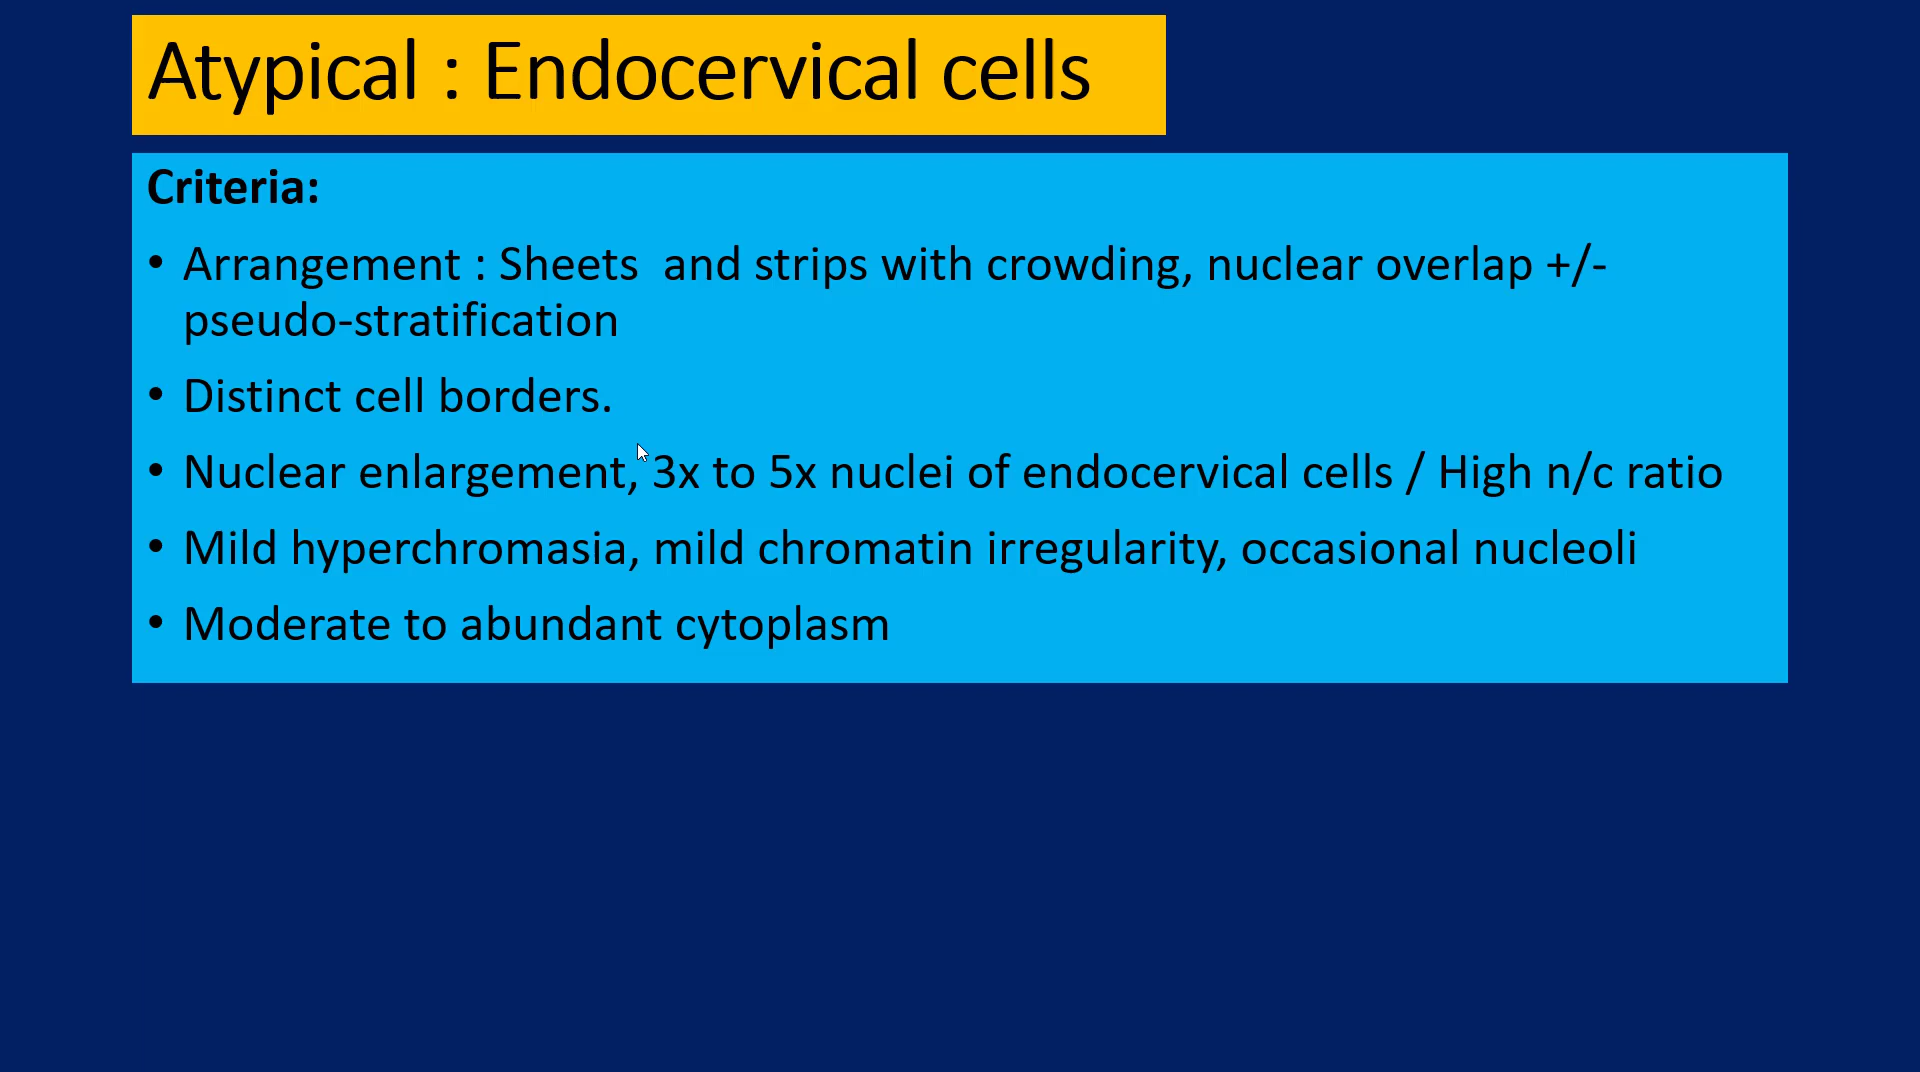 Atypical : Endocervical cells
Criteria:
• Arrangement : Sheets  and strips with crowding, nuclear overlap +/-
pseudo-stratification
• Distinct cell borders.
• Nuclear enlargement, 3x to 5x nuclei of endocervical cells / High n/c ratio
• Mild hyperchromasia, mild chromatin irregularity, occasional nucleoli
• Moderate to abundant cytoplasm